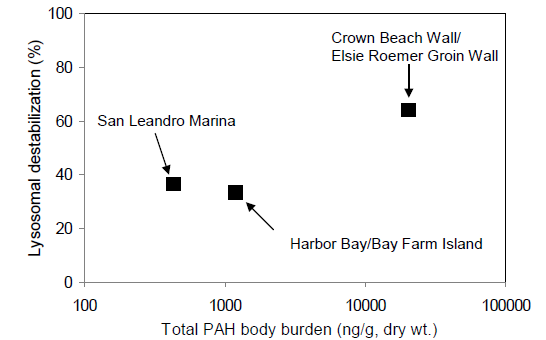 100
80
60
40
20
0
Lysosomal destabilization (%)
Crown Beach Wall/
Elsie Roemer Groin Wall
San Leandro Marina
Harbor Bay/Bay Farm Island
100 1000 10000 100000
Total PAH body burden (ng/g, dry wt.)